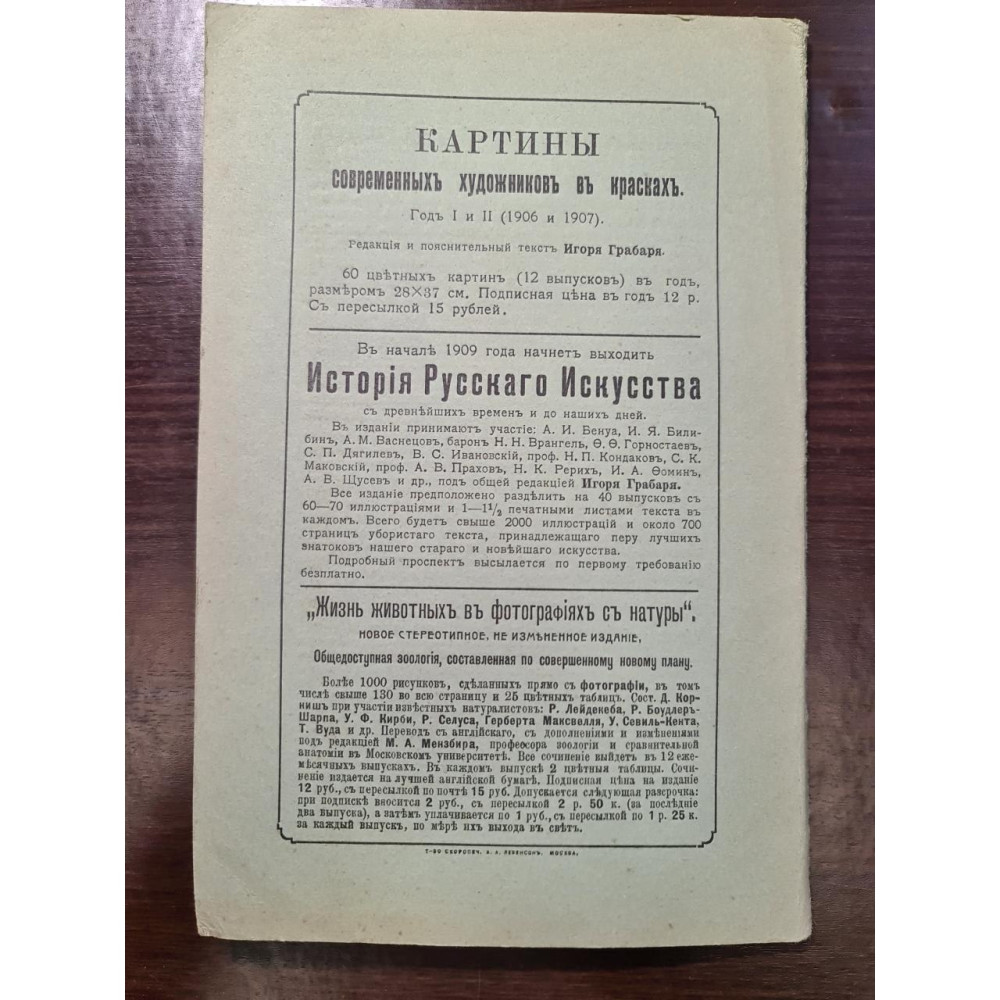 КАРТИНЫ
современныхъ художниковъ въ краскахъ.
Годъ I и II (1906 и 1907).
Редакція и пояснительный текстъ Игоря Грабаря.
60 цвѣтныхъ картин (12 выпусковъ) въ годъ,
размѣромъ 28×37 см. Подписная цѣна въ годъ 12 р.
Съ пересылкой 15 рублей.
Въ началѣ 1909 года начнетъ выходить
Исторія Русскаго Искусства
съ древнѣйшихъ временъ и до нашихъ дней.
Въ изданіи принимаютъ участіе: А. И. Бенуа, И. Я. Били-
бинъ, А. М. Васнецовъ, баронъ Н. Н. Врангель, Ѳ. Ѳ. Горностаевъ,
С. П. Дягилевъ, В. С. Ивановскій, проф. Н. П. Кондаковъ, С. К.
Маковскій, проф. А. В. Праховъ, Н. К. Рерихъ, И. А. Ѳоминъ,
А. В. Щусевъ и др., подъ общей редакціей Игоря Грабаря.
Все изданіе предположено раздѣлить на 40 выпусковъ съ
60—70 иллюстраціями и 1—1½ печатными листами текста въ
каждомъ. Всего будетъ свыше 2000 иллюстрацій и около 700
страницъ убористаго текста, принадлежащаго перу лучшихъ
знатоковъ нашего стараго и новѣйшаго искусства.
Подробный проспектъ высылается по первому требованію
безплатно.
„Жизнь животныхъ въ фотографіяхъ съ натуры“.
НОВОЕ СТЕРЕОТИПНОЕ, НЕ ИЗМѢНЕННОЕ ИЗДАНІЕ,
Общедоступная зоологія, составленная по совершенному новому плану.
Болѣе 1000 рисунковъ, сдѣланныхъ прямо съ фотографіи, въ томъ
числѣ свыше 130 во всю страницу и 25 цвѣтныхъ таблицъ. Сост. Д. Кор-
нишъ при участіи извѣстныхъ натуралистовъ: Р. Лейдекеба, Р. Боудлеръ-
Шарпа, У. Ф. Кирби, Р. Селуса, Герберта Максвелля, У. Севиль-Кента,
Т. Вуда и др. Переводъ съ англійскаго, съ дополненіями и измѣненіями
подъ редакціей М. А. Мензбира, профессора зоологіи и сравнительной
анатоміи въ Московскомъ университетѣ. Все сочиненіе выйдетъ въ 12 еже-
мѣсячныхъ выпускахъ. Въ каждомъ выпускѣ 2 цвѣтныя таблицы. Сочи-
неніе издается на лучшей англійской бумагѣ. Подписная цѣна на изданіе
12 руб., съ пересылкою по почтѣ 15 руб. Допускается слѣдующая разсрочка:
при подпискѣ вносится 2 руб., съ пересылкой 2 р. 50 к. (за послѣдніе
два выпуска), а затѣмъ уплачивается по 1 руб., съ пересылкой по 1 р. 25 к.
за каждый выпускъ, по мѣрѣ ихъ выхода въ свѣтъ.
Т-ВО СКОРОПЕЧ. А. А. ЛЕВЕНСОНЪ. МОСКВА.